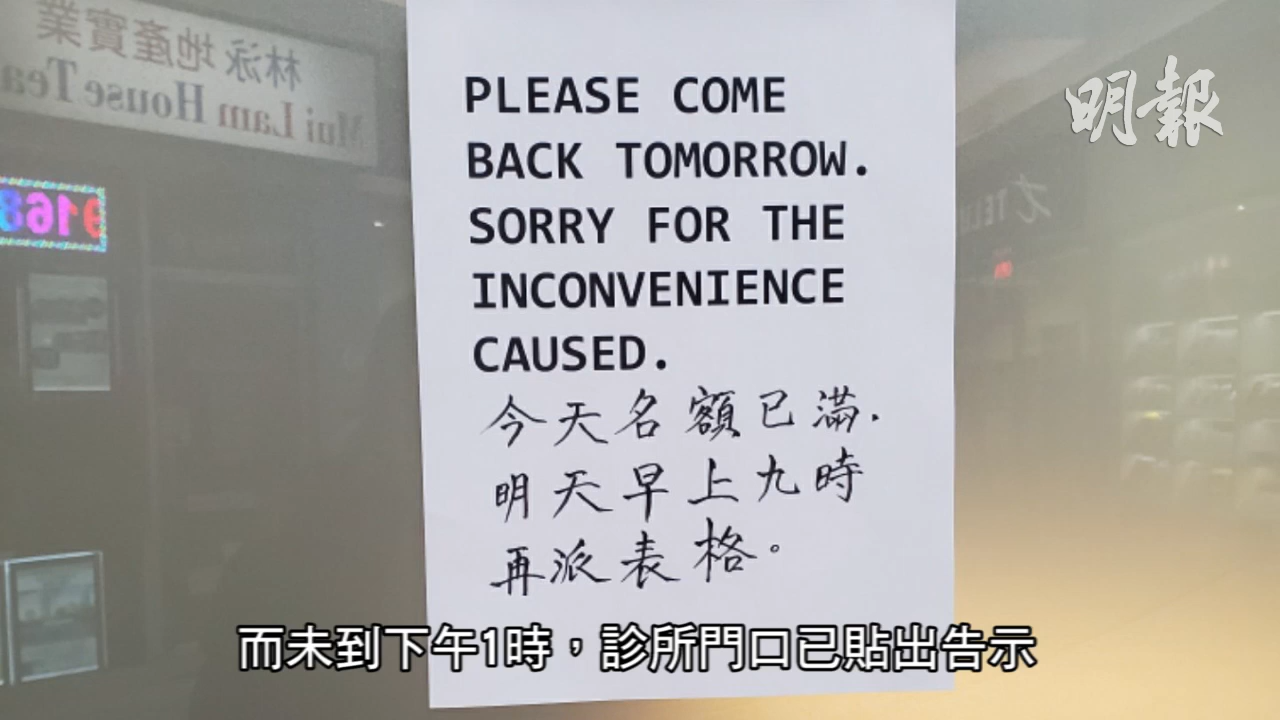 林泳地產實業
Mui Lam House Tea
9168
明報
PLEASE COME
BACK TOMORROW.
SORRY FOR THE
INCONVENIENCE
CAUSED.
今天名額已滿.
明天早上九時
再派表格。
而未到下午1時，診所門口已貼出告示